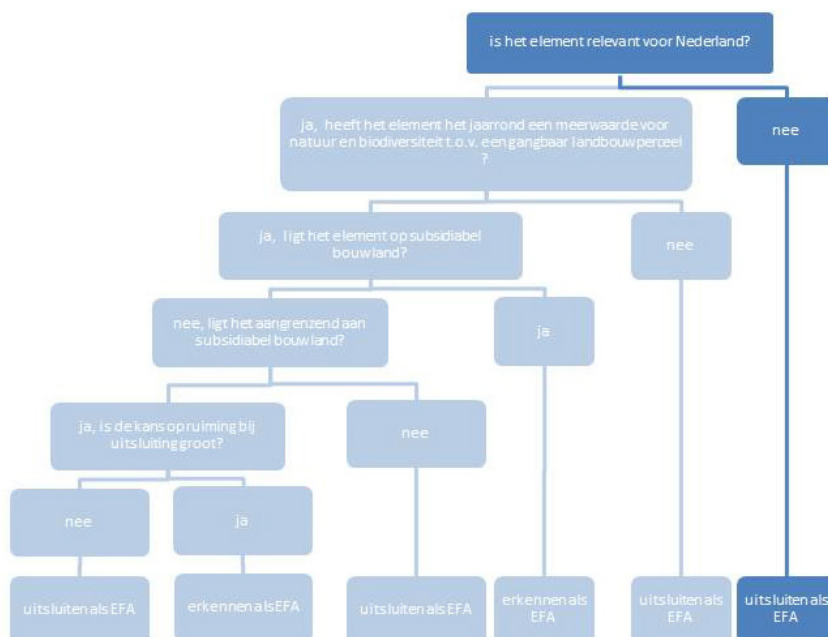 is het element relevant voor Nederland?
ja, heeft het element het jaarrond een meerwaarde voor
natuur en biodiversiteit t.o.v. een gangbaar landbouwperceel
?
nee
ja, ligt het element op subsidiabel
bouwland?
nee
nee, ligt het aangrenzend aan
subsidiabel bouwland?
ja
ja, is de kans op ruiming bij
uitsluiting groot?
nee
nee
ja
uitsluiten als EFA
erkennen als EFA
uitsluiten als EFA
erkennen als
EFA
uitsluiten als
EFA
uitsluiten als
EFA